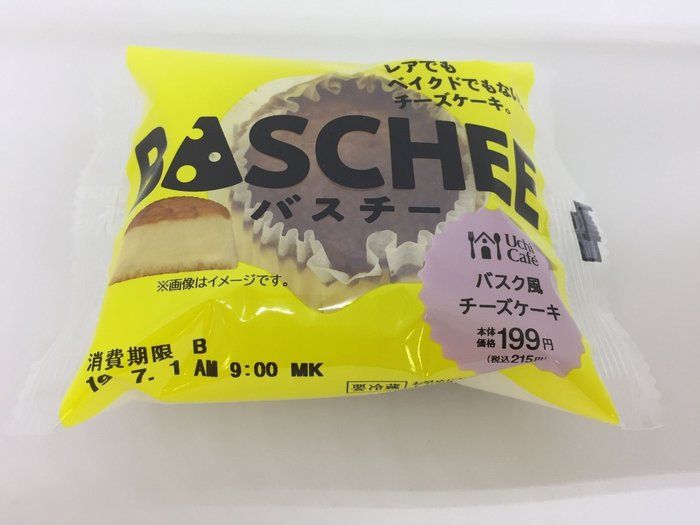 レアでも
ベイクドでもない、
チーズケーキ。
BASCHEE
バスチー
※画像はイメージです。
Uchi
Café
バスク風
チーズケーキ
本体
価格 199円
(税込 215円)
消費期限 B
19. 7. 1 AM 9:00 MK
要冷蔵